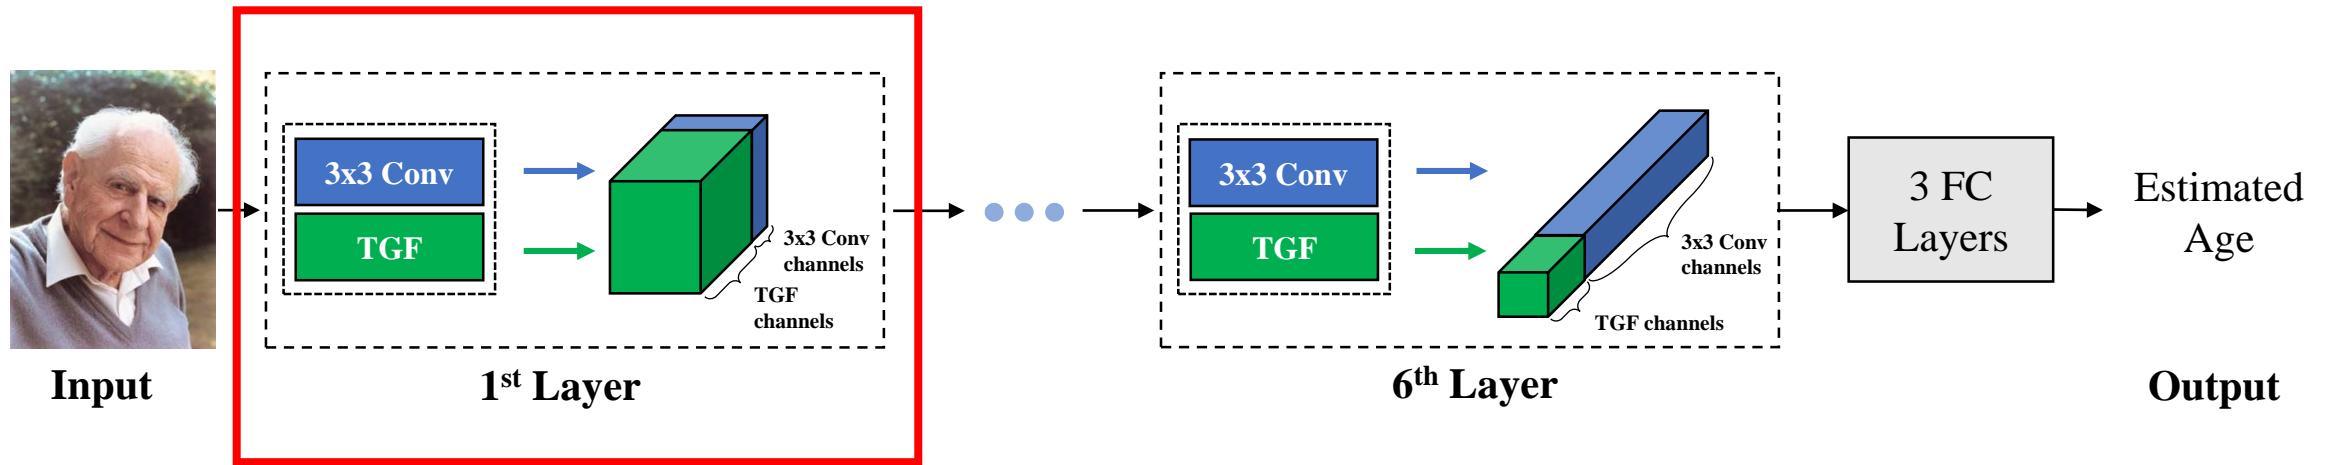 3x3 Conv
TGF
3x3 Conv
channels
TGF
channels
1st Layer
3x3 Conv
TGF
3x3 Conv
channels
TGF channels
6th Layer
3 FC
Layers
Estimated
Age
Input
Output